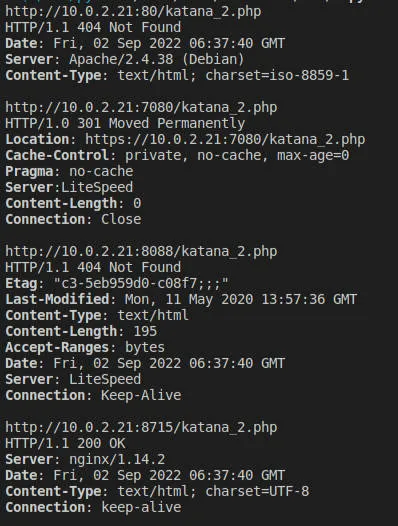 http://10.0.2.21:80/katana_2.php
HTTP/1.1 404 Not Found
Date: Fri, 02 Sep 2022 06:37:40 GMT
Server: Apache/2.4.38 (Debian)
Content-Type: text/html; charset=iso-8859-1
http://10.0.2.21:7080/katana_2.php
HTTP/1.0 301 Moved Permanently
Location: https://10.0.2.21:7080/katana_2.php
Cache-Control: private, no-cache, max-age=0
Pragma: no-cache
Server:LiteSpeed
Content-Length: 0
Connection: Close
http://10.0.2.21:8088/katana_2.php
HTTP/1.1 404 Not Found
Etag: "c3-5eb959d0-c08f7;;;"
Last-Modified: Mon, 11 May 2020 13:57:36 GMT
Content-Type: text/html
Content-Length: 195
Accept-Ranges: bytes
Date: Fri, 02 Sep 2022 06:37:40 GMT
Server: LiteSpeed
Connection: Keep-Alive
http://10.0.2.21:8715/katana_2.php
HTTP/1.1 200 OK
Server: nginx/1.14.2
Date: Fri, 02 Sep 2022 06:37:40 GMT
Content-Type: text/html; charset=UTF-8
Connection: keep-alive